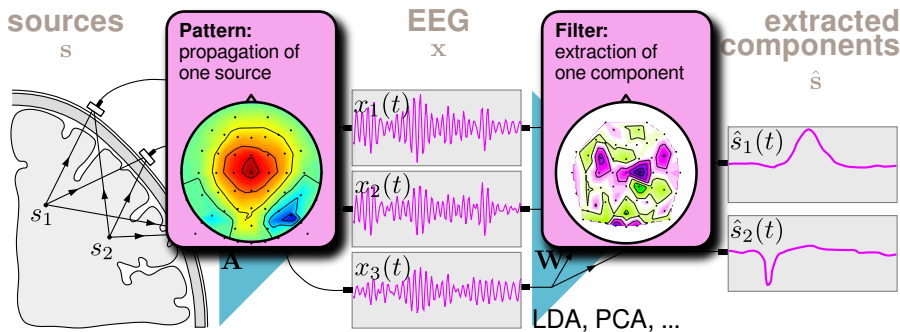 sources
s
s1
s2
Pattern:
propagation of
one source
A
EEG
x
x1(t)
x2(t)
x3(t)
Filter:
extraction of
one component
W
LDA, PCA, ...
extracted
components
ŝ
ŝ1(t)
ŝ2(t)